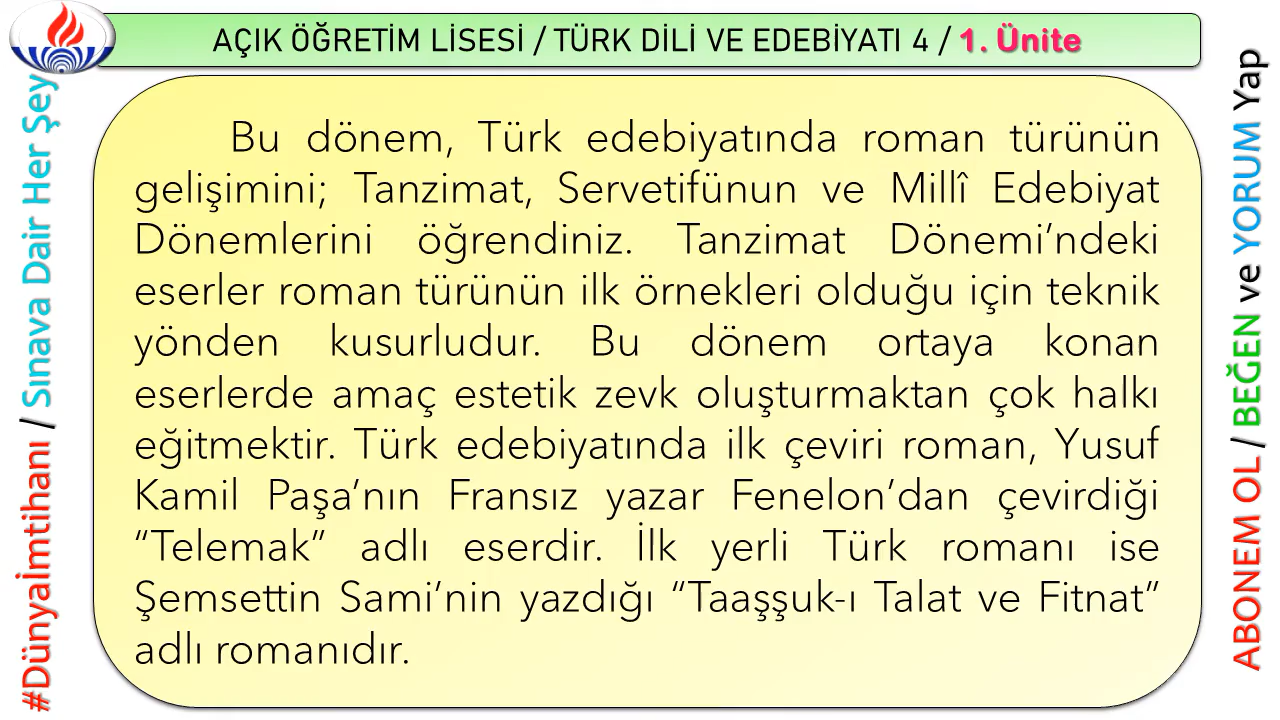 AÇIK ÖĞRETİM LİSESİ / TÜRK DİLİ VE EDEBİYATI 4 / 1. Ünite
#Dünyaİmtihanı / Sınava Dair Her Şey
Bu dönem, Türk edebiyatında roman türünün
gelişimini; Tanzimat, Servetifünun ve Millî Edebiyat
Dönemlerini öğrendiniz. Tanzimat Dönemi’ndeki
eserler roman türünün ilk örnekleri olduğu için teknik
yönden kusurludur. Bu dönem ortaya konan
eserlerde amaç estetik zevk oluşturmaktan çok halkı
eğitmektir. Türk edebiyatında ilk çeviri roman, Yusuf
Kamil Paşa’nın Fransız yazar Fenelon’dan çevirdiği
“Telemak” adlı eserdir. İlk yerli Türk romanı ise
Şemsettin Sami’nin yazdığı “Taaşşuk-ı Talat ve Fitnat”
adlı romanıdır.
ABONEM OL / BEĞEN ve YORUM Yap